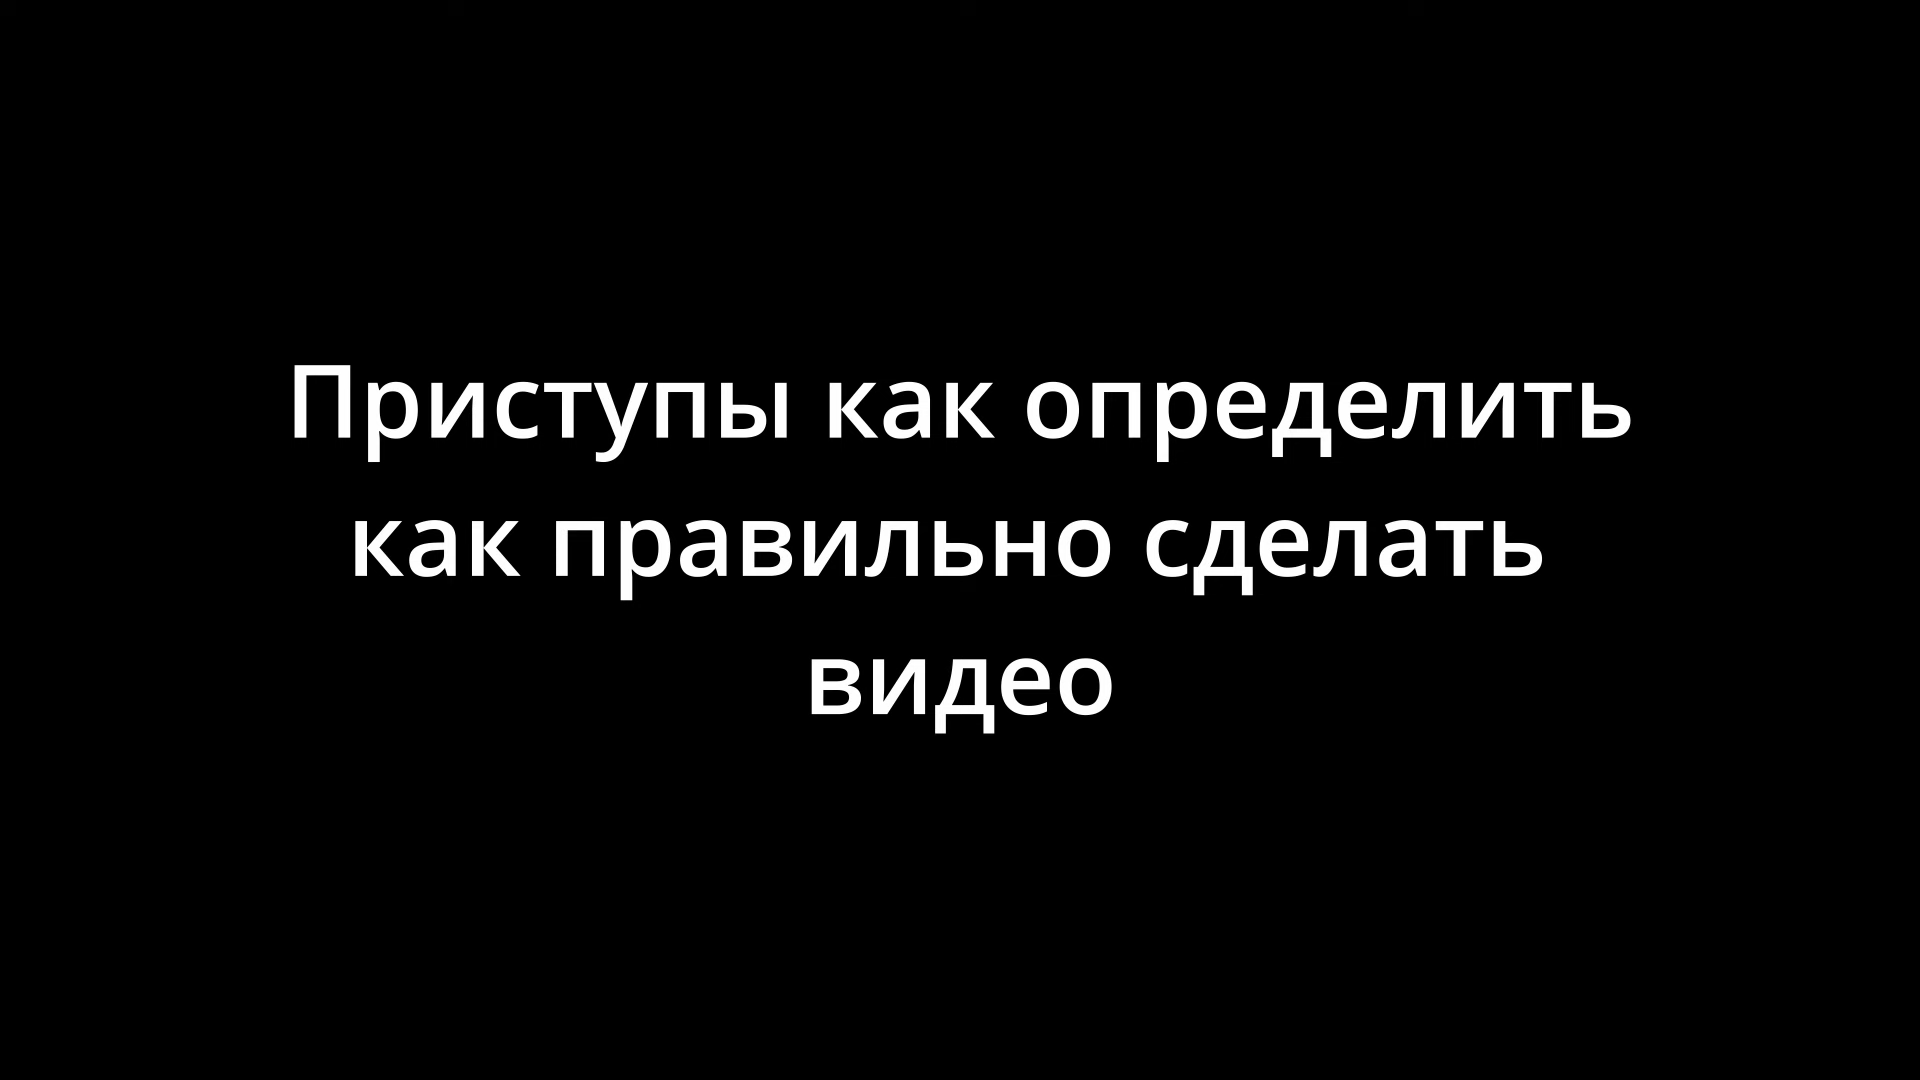 Приступы как определить
как правильно сделать
видео